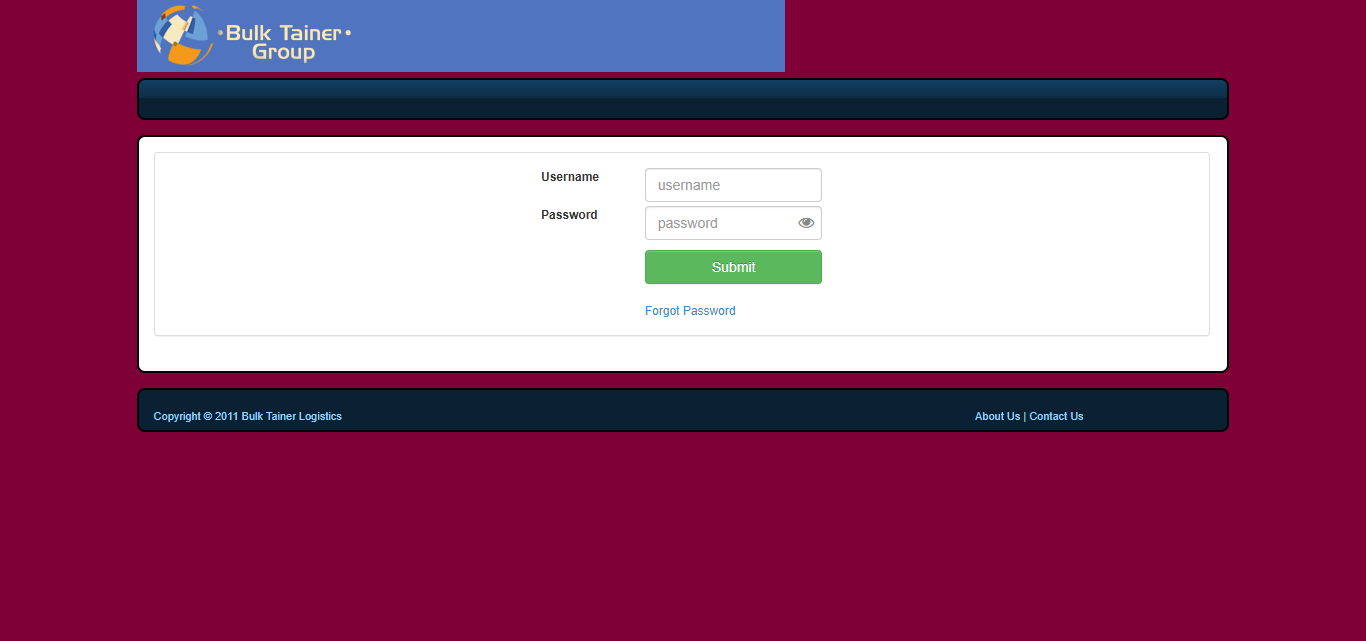 •Bulk Tainer•
Group
Username
username
Password
password
Submit
Forgot Password
Copyright © 2011 Bulk Tainer Logistics
About Us | Contact Us